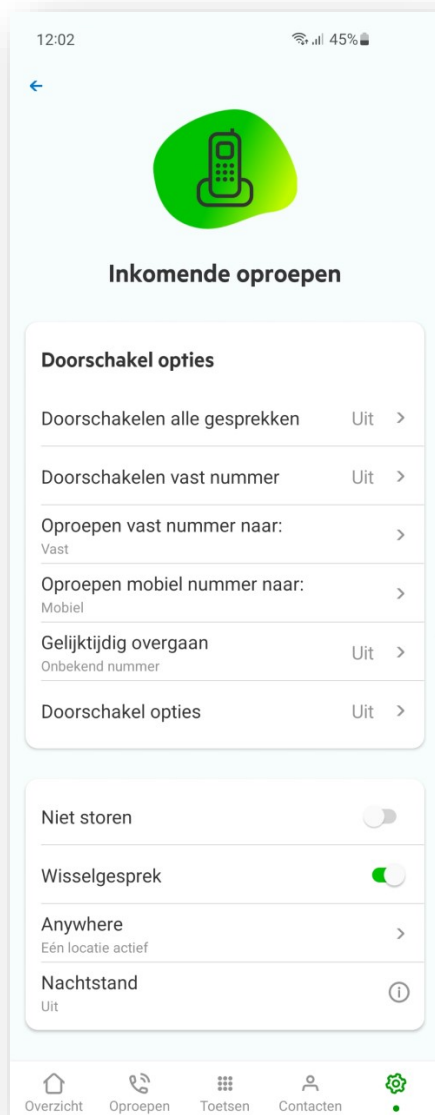 12:02 45%
Inkomende oproepen
Doorschakel opties
Doorschakelen alle gesprekken Uit
Doorschakelen vast nummer Uit
Oproepen vast nummer naar:
Vast
Oproepen mobiel nummer naar:
Mobiel
Gelijktijdig overgaan Uit
Onbekend nummer
Doorschakel opties Uit
Niet storen
Wisselgesprek
Anywhere
Eén locatie actief
Nachtstand
Uit
Overzicht Oproepen Toetsen Contacten